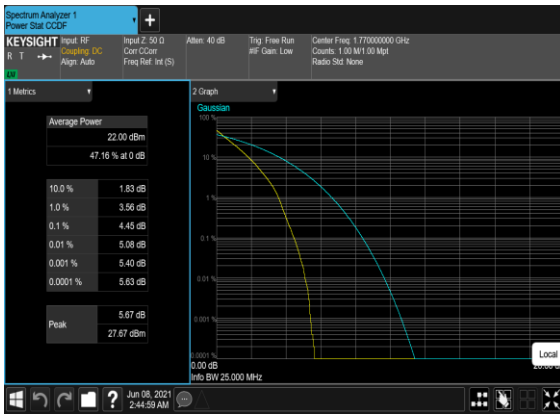 Spectrum Analyzer 1
Power Stat CCDF
KEYSIGHT
R T
Input: RF
Coupling: DC
Align: Auto
Input Z: 50 Ω
Corr CCorr
Freq Ref: Int (S)
Atten: 40 dB
Trig: Free Run
#IF Gain: Low
Center Freq: 1.770000000 GHz
Counts: 1.00 M/1.00 Mpt
Radio Std: None
1 Metrics
Average Power
22.00 dBm
47.16 % at 0 dB
10.0 % 1.83 dB
1.0 % 3.56 dB
0.1 % 4.45 dB
0.01 % 5.08 dB
0.001 % 5.40 dB
0.0001 % 5.63 dB
Peak
5.67 dB
27.67 dBm
2 Graph
Gaussian
100 %
10 %
1 %
0.1 %
0.01 %
0.001 %
0.0001 %
0.00 dB
Info BW 25.000 MHz
Local
Jun 08, 2021
2:44:59 AM